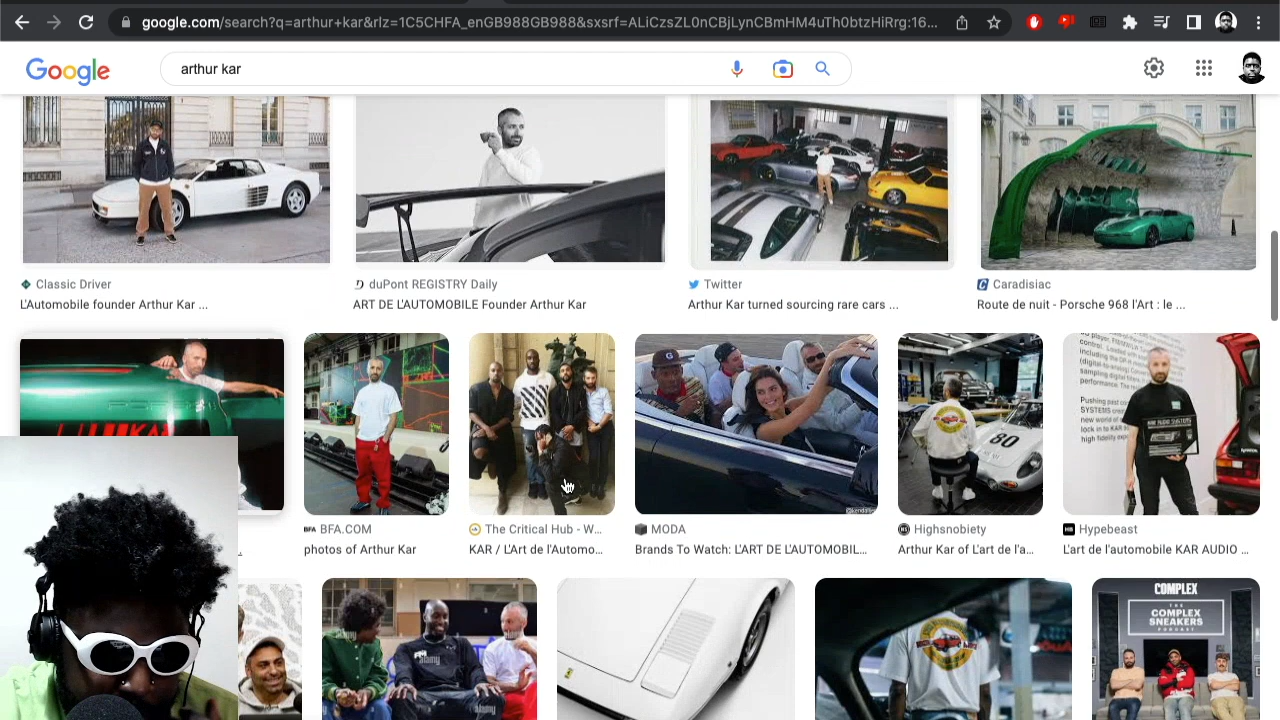 google.com/search?q=arthur+kar&rlz=1C5CHFA_enGB988GB988&sxsrf=ALiCzsZL0nCBjLynCBmHM4uTh0btzHiRrg:16...
Google
arthur kar
Classic Driver
L'Automobile founder Arthur Kar ...
duPont REGISTRY Daily
ART DE L'AUTOMOBILE Founder Arthur Kar
Twitter
Arthur Kar turned sourcing rare cars ...
Caradisiac
Route de nuit - Porsche 968 l'Art : le ...
BFA.COM
photos of Arthur Kar
The Critical Hub - W...
KAR / L'Art de l'Automo...
MODA
Brands To Watch: L'ART DE L'AUTOMOBIL...
Highsnobiety
Arthur Kar of L'art de l'a...
Hypebeast
L'art de l'automobile KAR AUDIO ...
80
COMPLEX
THE
COMPLEX
SNEAKERS
PODCAST